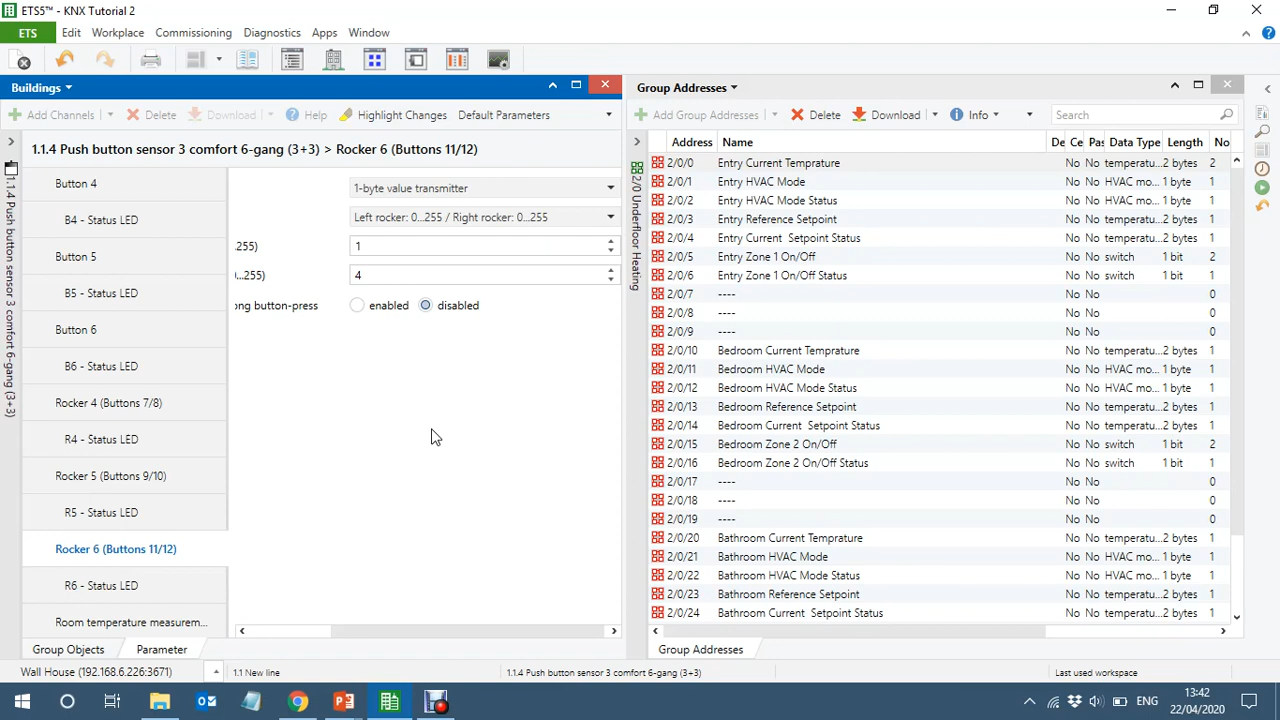 ETS5™ - KNX Tutorial 2
ETS Edit Workplace Commissioning Diagnostics Apps Window
Buildings
Add Channels Delete Download Help Highlight Changes Default Parameters
1.1.4 Push button sensor 3 comfort 6-gang (3+3) > Rocker 6 (Buttons 11/12)
1.1.4 Push button sensor 3 comfort 6-gang (3+3)
Button 4
B4 - Status LED
Button 5
B5 - Status LED
Button 6
B6 - Status LED
Rocker 4 (Buttons 7/8)
R4 - Status LED
Rocker 5 (Buttons 9/10)
R5 - Status LED
Rocker 6 (Buttons 11/12)
R6 - Status LED
Room temperature measurem...
1-byte value transmitter
Left rocker: 0...255 / Right rocker: 0...255
255) 1
0...255) 4
ong button-press enabled disabled
Group Objects Parameter
Group Addresses
Add Group Addresses Delete Download Info Search
2/0 Underfloor Heating
Address Name De Ce Pas Data Type Length No
2/0/0 Entry Current Temprature No No temperatu... 2 bytes 2
2/0/1 Entry HVAC Mode No No HVAC mo... 1 byte 1
2/0/2 Entry HVAC Mode Status No No HVAC mo... 1 byte 1
2/0/3 Entry Reference Setpoint No No temperatu... 2 bytes 1
2/0/4 Entry Current Setpoint Status No No temperatu... 2 bytes 1
2/0/5 Entry Zone 1 On/Off No No switch 1 bit 2
2/0/6 Entry Zone 1 On/Off Status No No switch 1 bit 1
2/0/7 ---- No No 0
2/0/8 ---- No No 0
2/0/9 ---- No No 0
2/0/10 Bedroom Current Temprature No No temperatu... 2 bytes 1
2/0/11 Bedroom HVAC Mode No No HVAC mo... 1 byte 1
2/0/12 Bedroom HVAC Mode Status No No HVAC mo... 1 byte 1
2/0/13 Bedroom Reference Setpoint No No temperatu... 2 bytes 1
2/0/14 Bedroom Current Setpoint Status No No temperatu... 2 bytes 1
2/0/15 Bedroom Zone 2 On/Off No No switch 1 bit 2
2/0/16 Bedroom Zone 2 On/Off Status No No switch 1 bit 1
2/0/17 ---- No No 0
2/0/18 ---- No No 0
2/0/19 ---- No No 0
2/0/20 Bathroom Current Temprature No No temperatu... 2 bytes 1
2/0/21 Bathroom HVAC Mode No No HVAC mo... 1 byte 1
2/0/22 Bathroom HVAC Mode Status No No HVAC mo... 1 byte 1
2/0/23 Bathroom Reference Setpoint No No temperatu... 2 bytes 1
2/0/24 Bathroom Current Setpoint Status No No temperatu... 2 bytes 1
Group Addresses
Wall House (192.168.6.226:3671) 1.1 New line 1.1.4 Push button sensor 3 comfort 6-gang (3+3) Last used workspace
ENG
13:42
22/04/2020